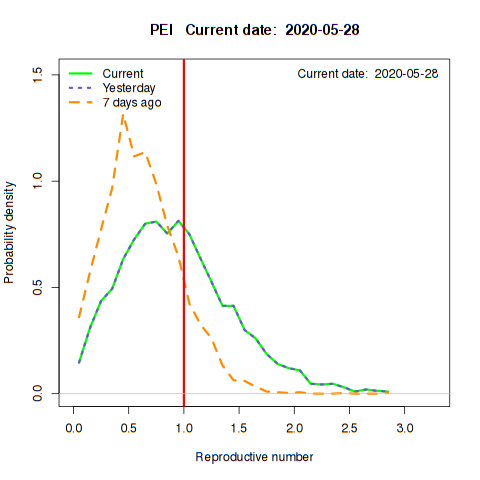 PEI   Current date:  2020-05-28
Current date:  2020-05-28
Current
Yesterday
7 days ago
Probability density
1.5
1.0
0.5
0.0
0.0 0.5 1.0 1.5 2.0 2.5 3.0
Reproductive number